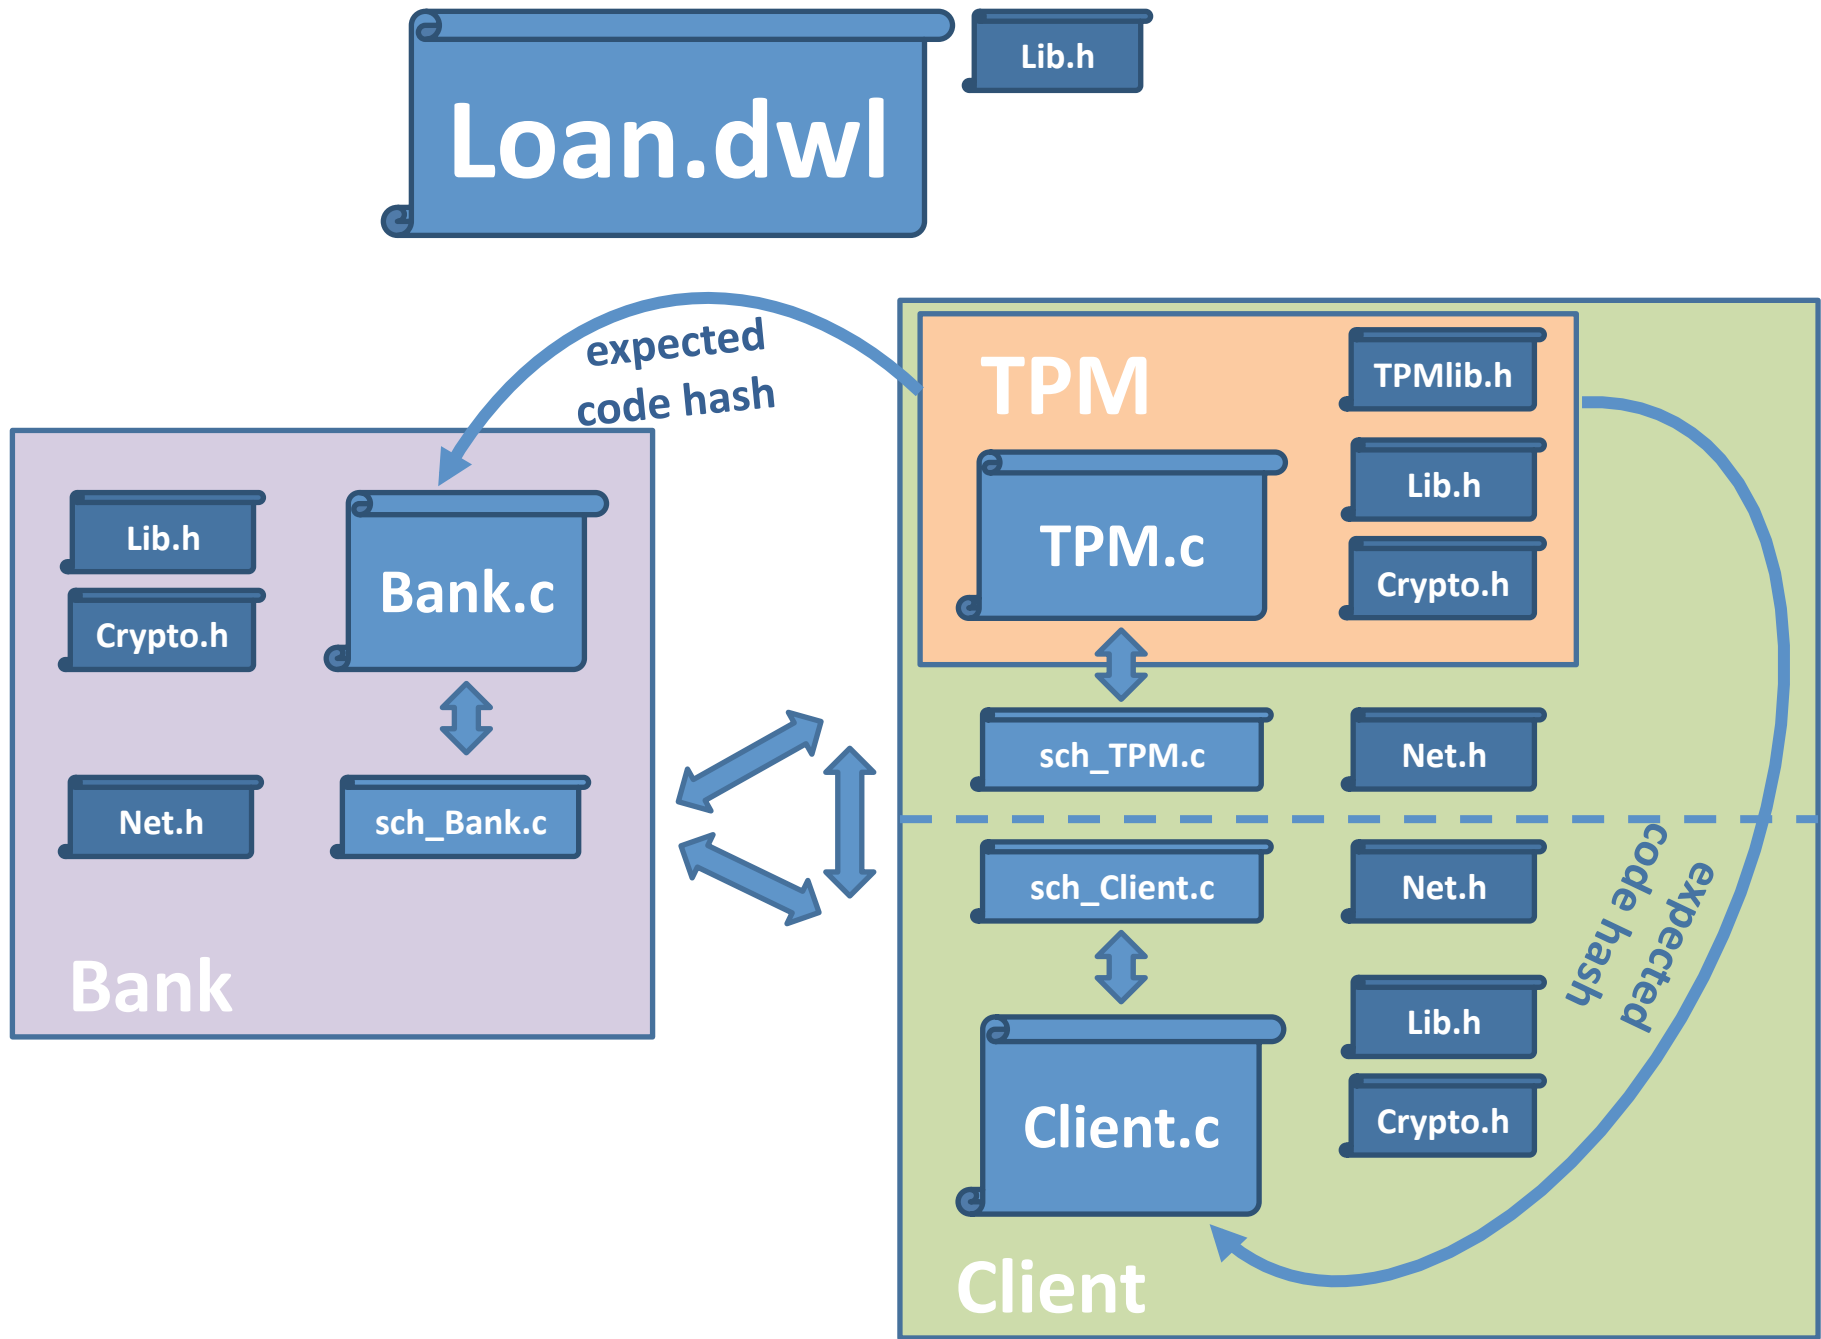 Loan.dwl
Lib.h
expected
code hash
TPM
TPMlib.h
Lib.h
Crypto.h
TPM.c
Lib.h
Crypto.h
Bank.c
Net.h
sch_Bank.c
Bank
sch_TPM.c
Net.h
sch_Client.c
Net.h
expected
code hash
Lib.h
Crypto.h
Client.c
Client